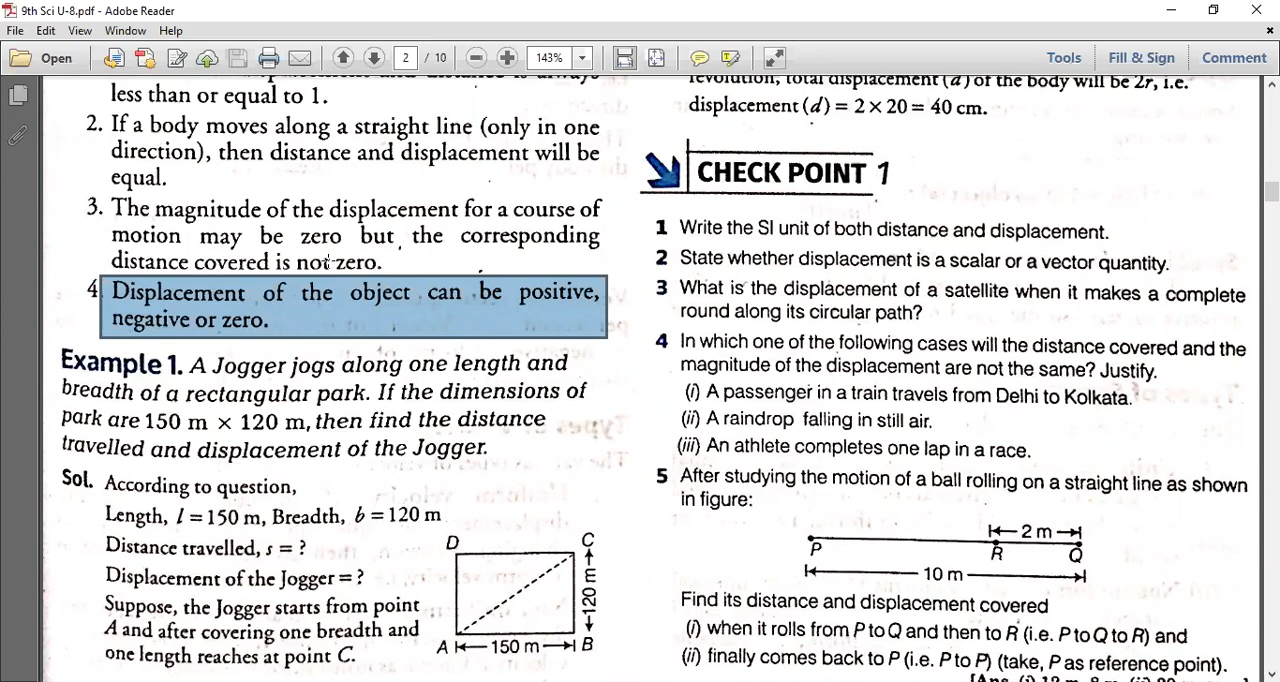 9th Sci U-8.pdf - Adobe Reader
File Edit View Window Help
Open 2 / 10 143% Tools Fill & Sign Comment
less than or equal to 1.
2. If a body moves along a straight line (only in one
direction), then distance and displacement will be
equal.
3. The magnitude of the displacement for a course of
motion may be zero but the corresponding
distance covered is not zero.
4. Displacement of the object can be positive,
negative or zero.
Example 1. A Jogger jogs along one length and
breadth of a rectangular park. If the dimensions of
park are 150 m × 120 m, then find the distance
travelled and displacement of the Jogger.
Sol. According to question,
Length, l = 150 m, Breadth, b = 120 m
Distance travelled, s = ?
Displacement of the Jogger = ?
Suppose, the Jogger starts from point
A and after covering one breadth and
one length reaches at point C.
D C
120 m
A 150 m B
revolution, total displacement (d) of the body will be 2r, i.e.
displacement (d) = 2 × 20 = 40 cm.
CHECK POINT 1
1 Write the SI unit of both distance and displacement.
2 State whether displacement is a scalar or a vector quantity.
3 What is the displacement of a satellite when it makes a complete
round along its circular path?
4 In which one of the following cases will the distance covered and the
magnitude of the displacement are not the same? Justify.
(i) A passenger in a train travels from Delhi to Kolkata.
(ii) A raindrop falling in still air.
(iii) An athlete completes one lap in a race.
5 After studying the motion of a ball rolling on a straight line as shown
in figure:
2 m
P R Q
10 m
Find its distance and displacement covered
(i) when it rolls from P to Q and then to R (i.e. P to Q to R) and
(ii) finally comes back to P (i.e. P to P) (take, P as reference point).